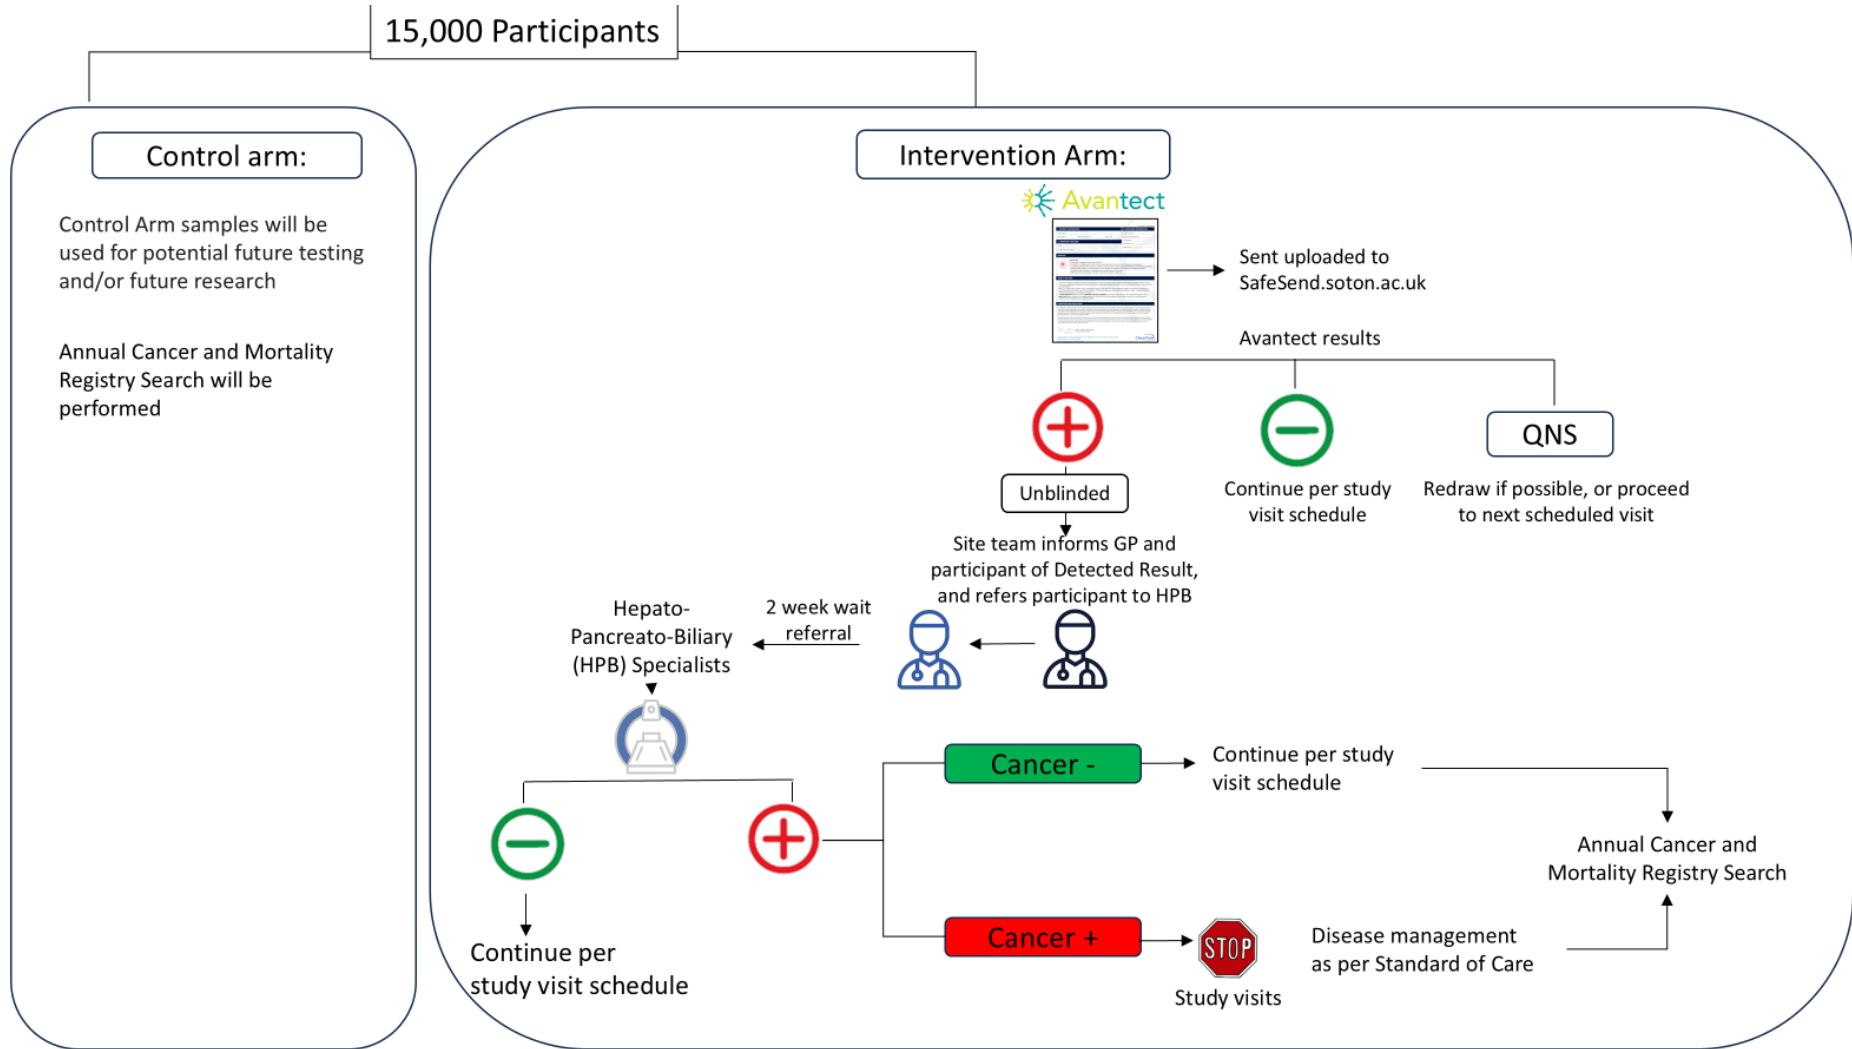 15,000 Participants
Control arm:
Control Arm samples will be
used for potential future testing
and/or future research
Annual Cancer and Mortality
Registry Search will be
performed
Intervention Arm:
Avantect
Sent uploaded to
SafeSend.soton.ac.uk
Avantect results
QNS
Unblinded
Continue per study
visit schedule
Redraw if possible, or proceed
to next scheduled visit
Site team informs GP and
participant of Detected Result,
and refers participant to HPB
2 week wait
referral
Hepato-
Pancreato-Biliary
(HPB) Specialists
Cancer -
Continue per study
visit schedule
Annual Cancer and
Mortality Registry Search
Cancer +
STOP
Study visits
Disease management
as per Standard of Care
Continue per
study visit schedule